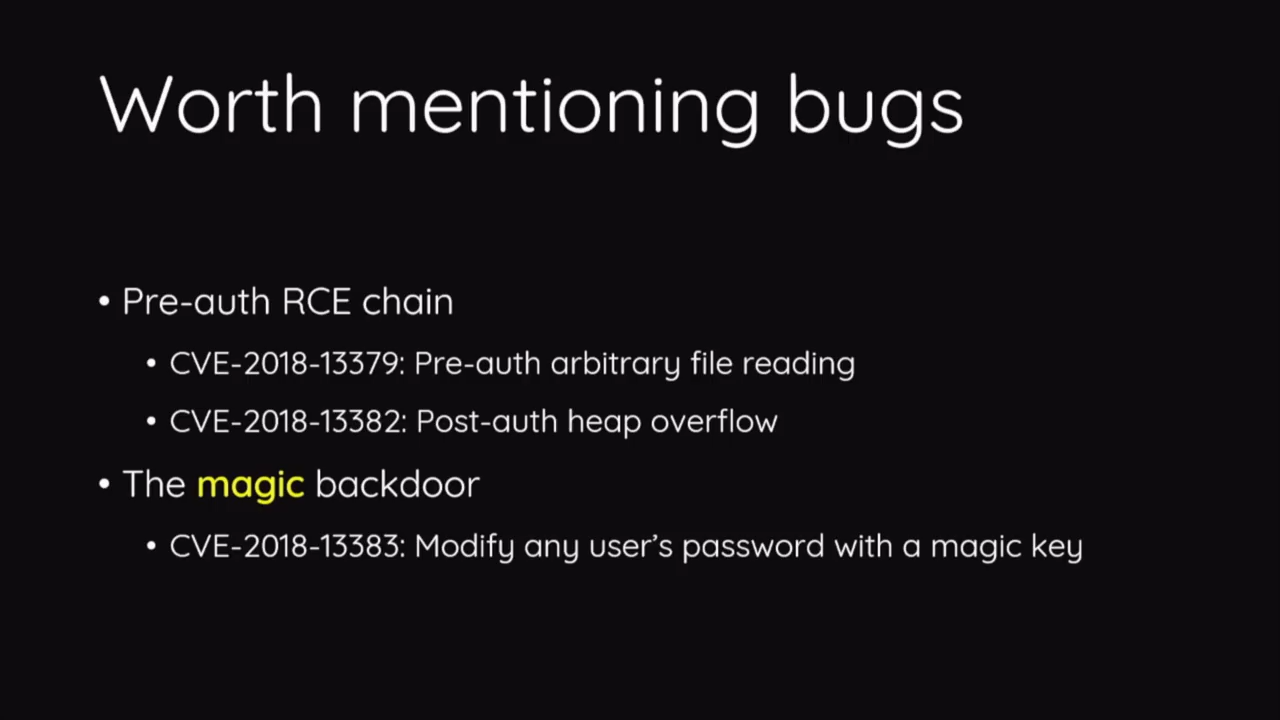 Worth mentioning bugs
• Pre-auth RCE chain
• CVE-2018-13379: Pre-auth arbitrary file reading
• CVE-2018-13382: Post-auth heap overflow
• The magic backdoor
• CVE-2018-13383: Modify any user’s password with a magic key